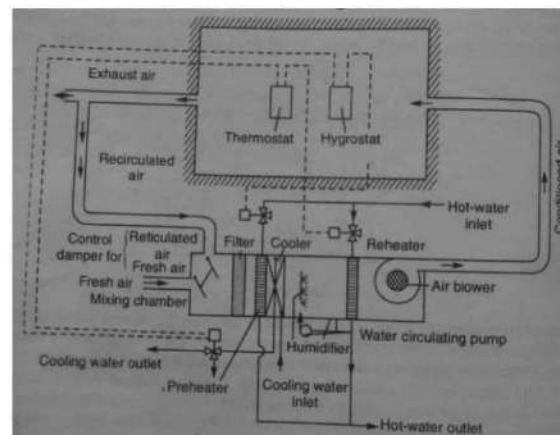 Exhaust air
Thermostat
Hygrostat
Recirculated
air
Conditioned air
Hot-water
inlet
Control
damper for
Reticulated
air
Fresh air
Filter
Cooler
Reheater
Fresh air
Mixing chamber
Air blower
Humidifier
Water circulating pump
Cooling water outlet
Preheater
Cooling water
Inlet
Hot-water outlet